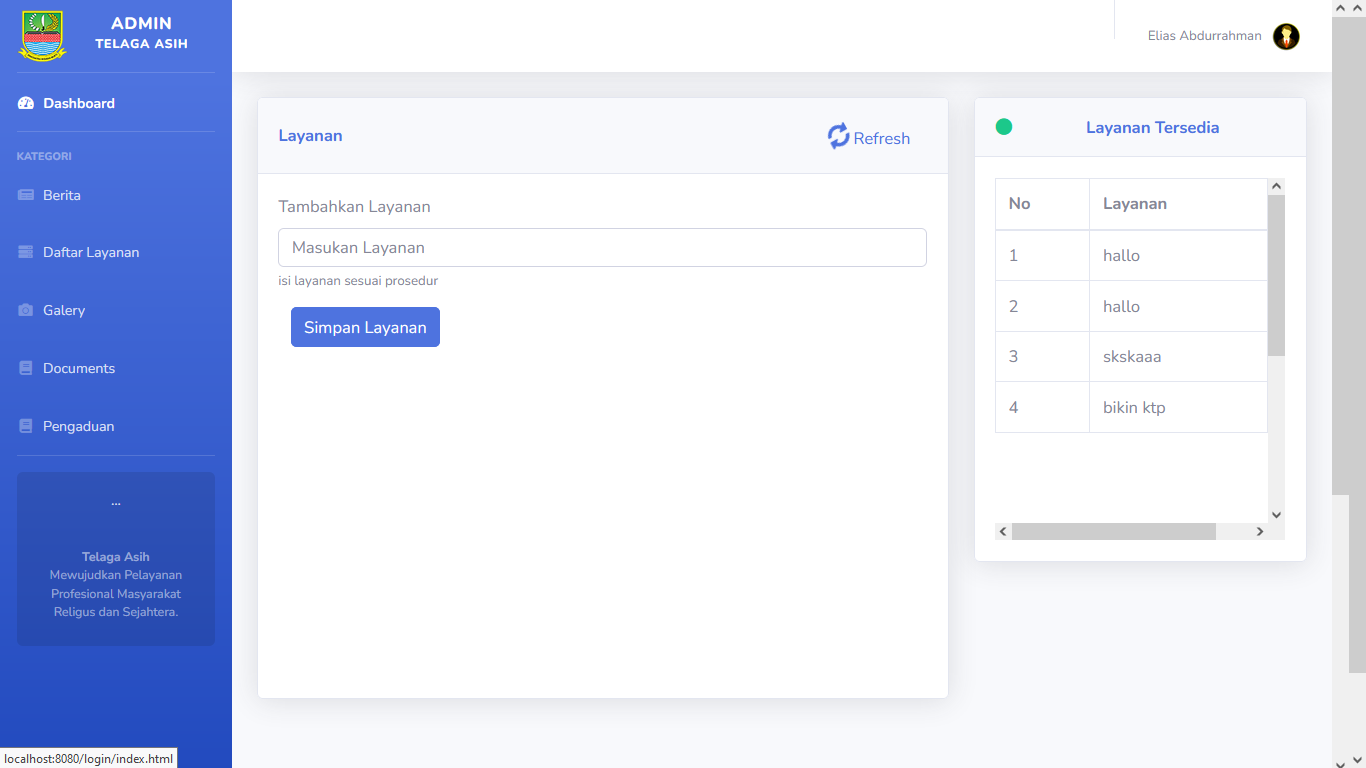 ADMIN
TELAGA ASIH
Dashboard
KATEGORI
Berita
Daftar Layanan
Galery
Documents
Pengaduan
...
Telaga Asih
Mewujudkan Pelayanan
Profesional Masyarakat
Religus dan Sejahtera.
localhost:8080/login/index.html
Elias Abdurrahman
Layanan
Refresh
Tambahkan Layanan
Masukan Layanan
isi layanan sesuai prosedur
Simpan Layanan
Layanan Tersedia
No Layanan
1 hallo
2 hallo
3 skskaaa
4 bikin ktp